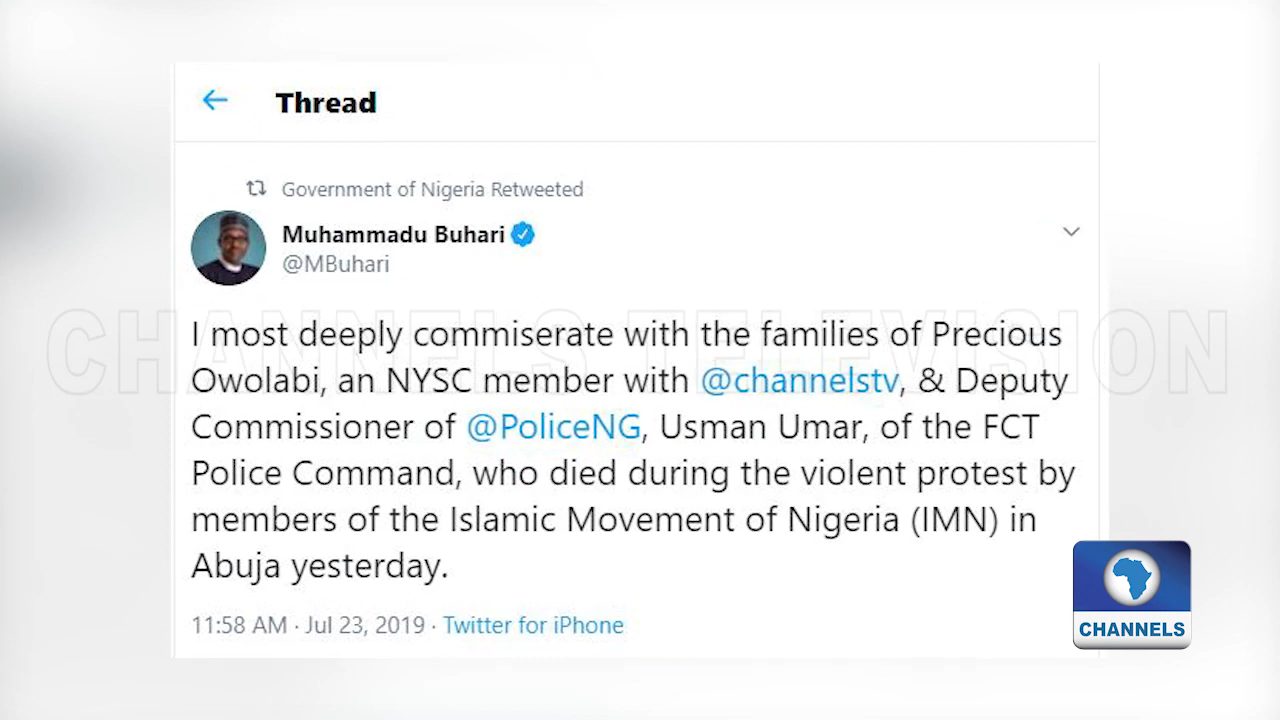 Thread
Government of Nigeria Retweeted
Muhammadu Buhari
@MBuhari
I most deeply commiserate with the families of Precious
Owolabi, an NYSC member with @channelstv, & Deputy
Commissioner of @PoliceNG, Usman Umar, of the FCT
Police Command, who died during the violent protest by
members of the Islamic Movement of Nigeria (IMN) in
Abuja yesterday.
11:58 AM · Jul 23, 2019 · Twitter for iPhone
CHANNELS TELEVISION
CHANNELS